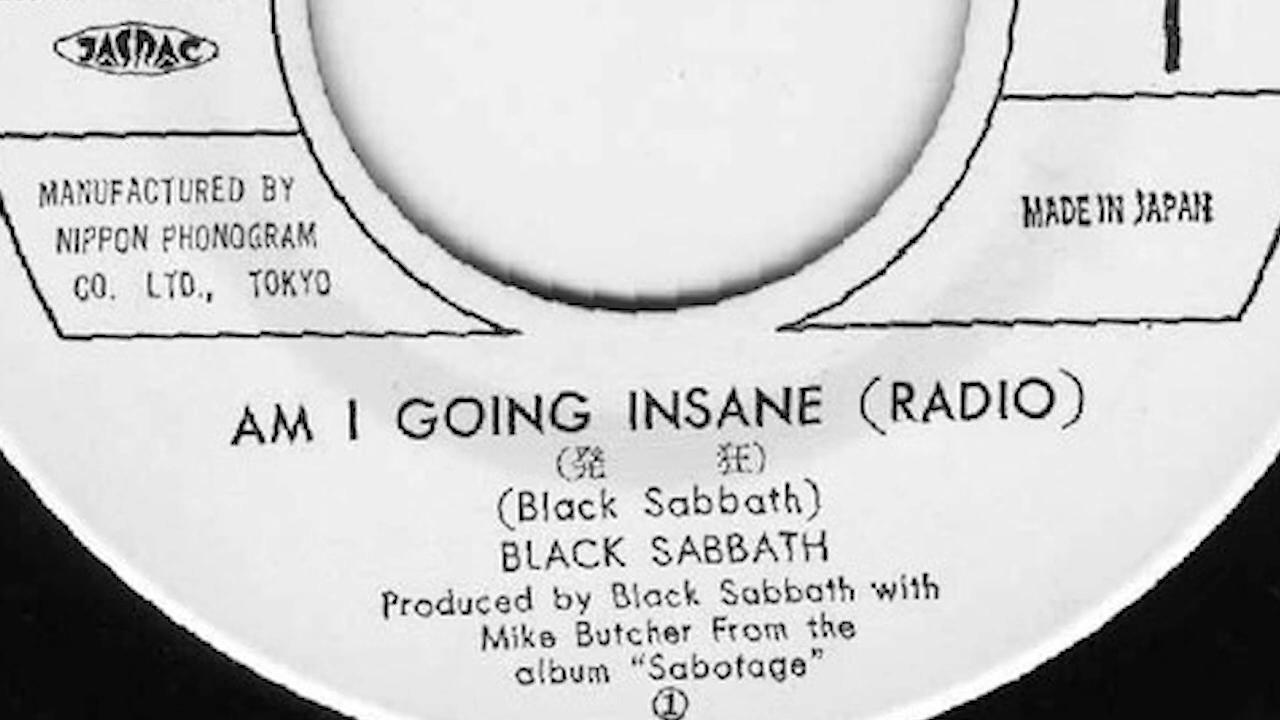 JASRAC
MANUFACTURED BY
NIPPON PHONOGRAM
CO. LTD., TOKYO
MADE IN JAPAN
AM I GOING INSANE (RADIO)
(発 狂)
(Black Sabbath)
BLACK SABBATH
Produced by Black Sabbath with
Mike Butcher From the
album "Sabotage"
①